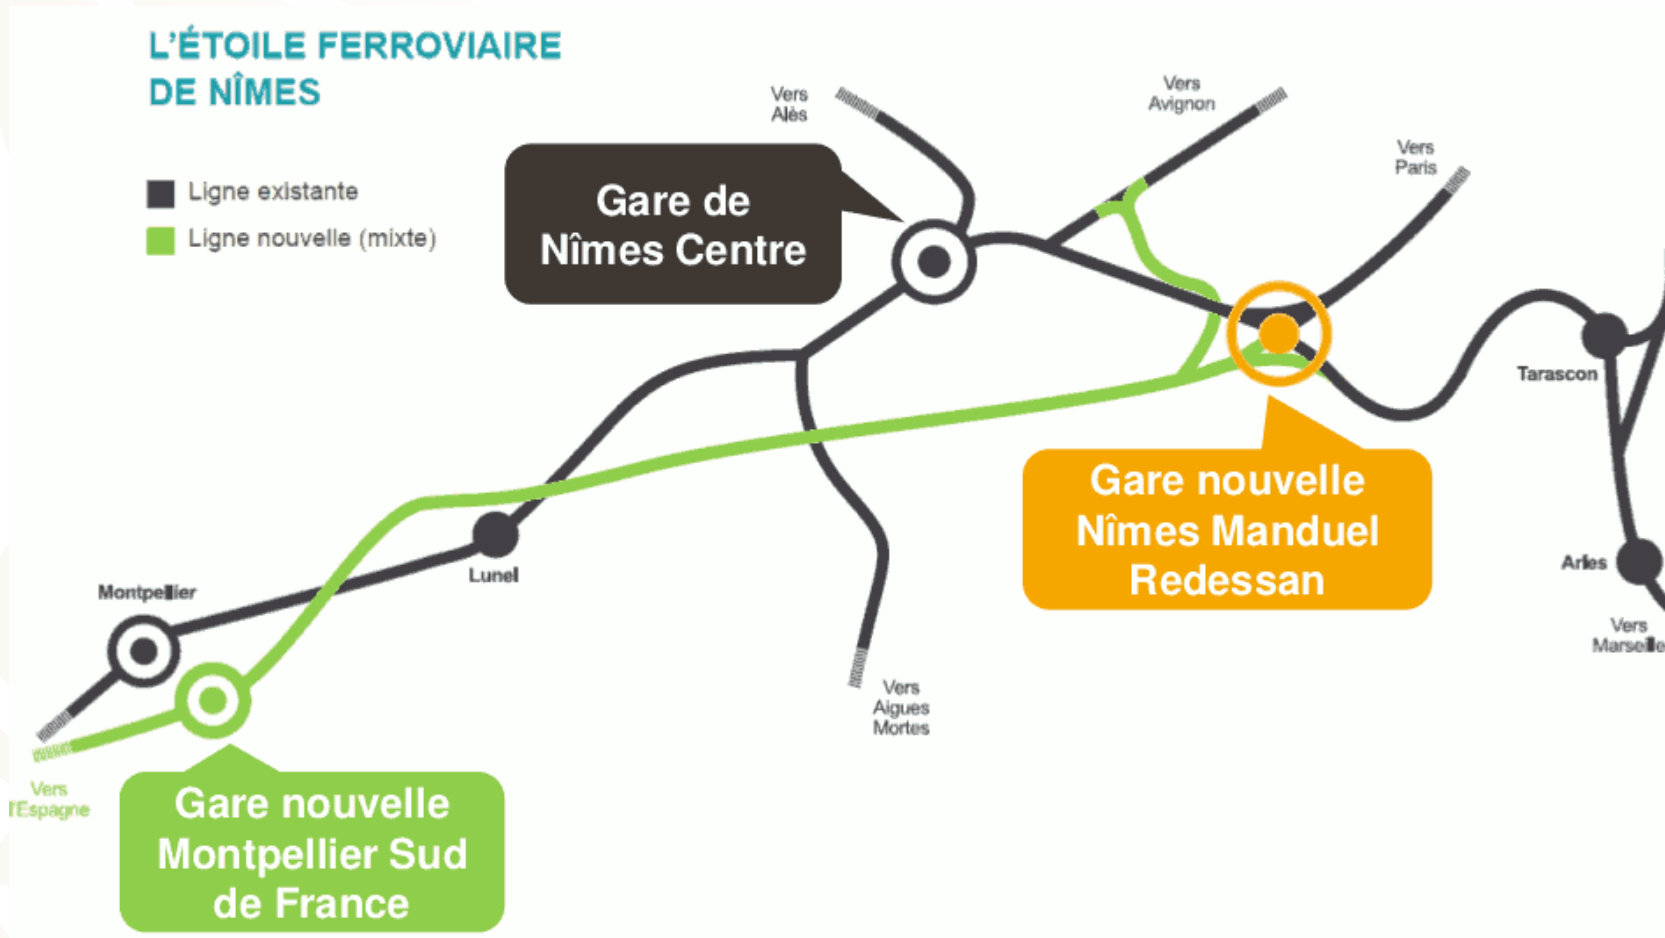 L'ÉTOILE FERROVIAIRE
DE NÎMES
Ligne existante
Ligne nouvelle (mixte)
Vers
Alès
Vers
Avignon
Vers
Paris
Gare de
Nîmes Centre
Tarascon
Gare nouvelle
Nîmes Manduel
Redessan
Arles
Vers
Marseille
Lunel
Montpellier
Vers
Aigues
Mortes
Vers
l'Espagne
Gare nouvelle
Montpellier Sud
de France